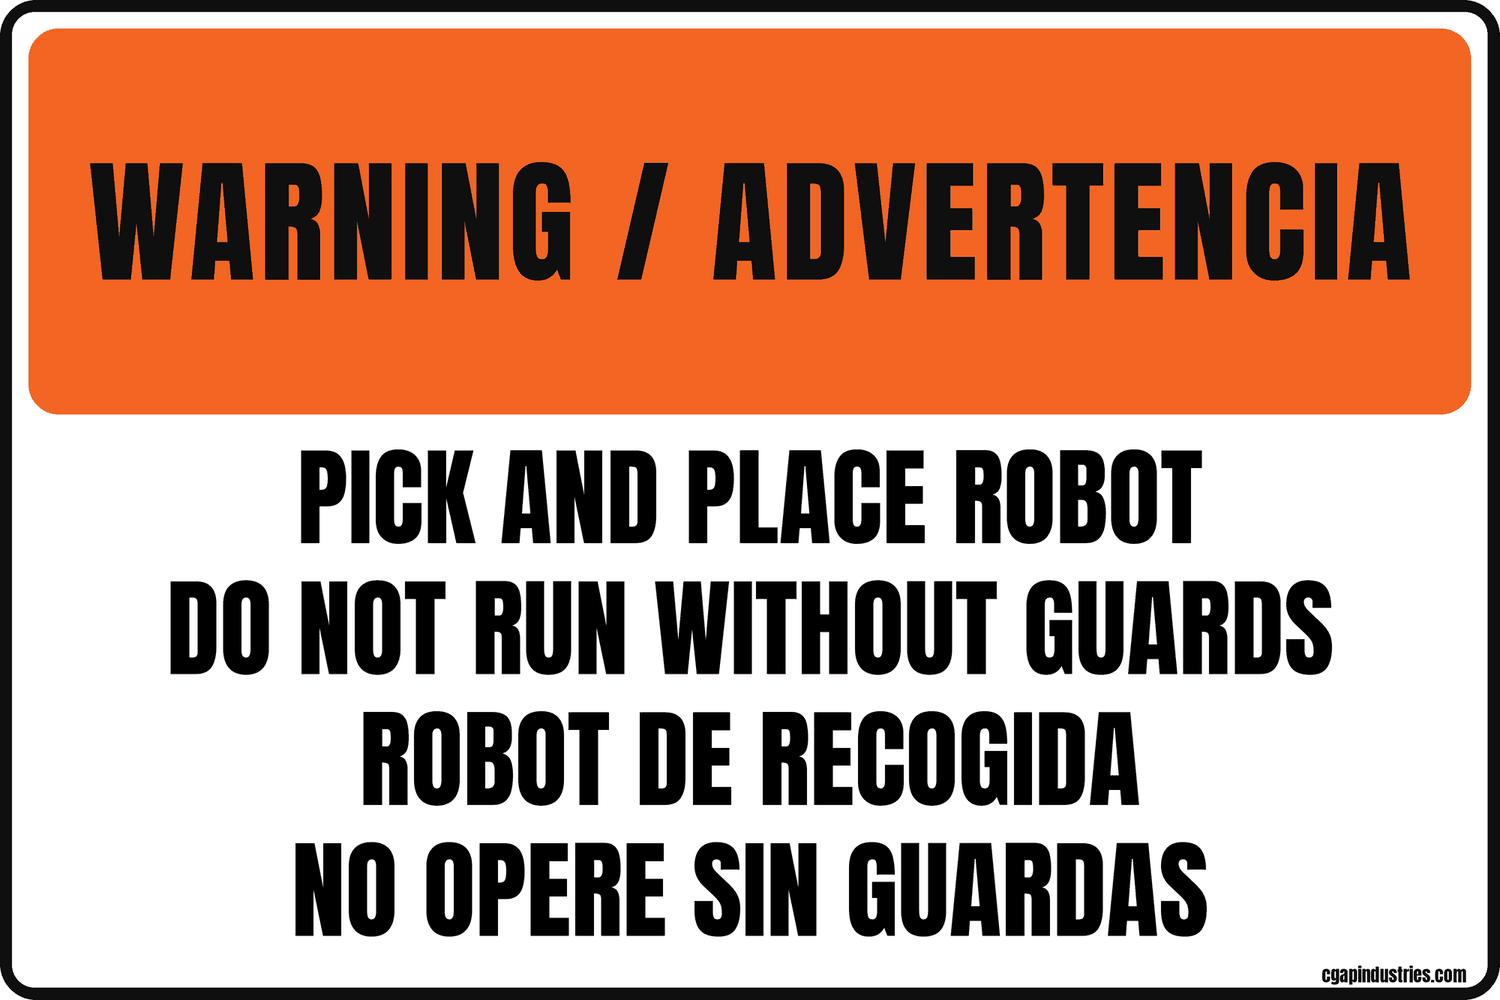 WARNING / ADVERTENCIA
PICK AND PLACE ROBOT
DO NOT RUN WITHOUT GUARDS
ROBOT DE RECOGIDA
NO OPERE SIN GUARDAS
cgapindustries.com